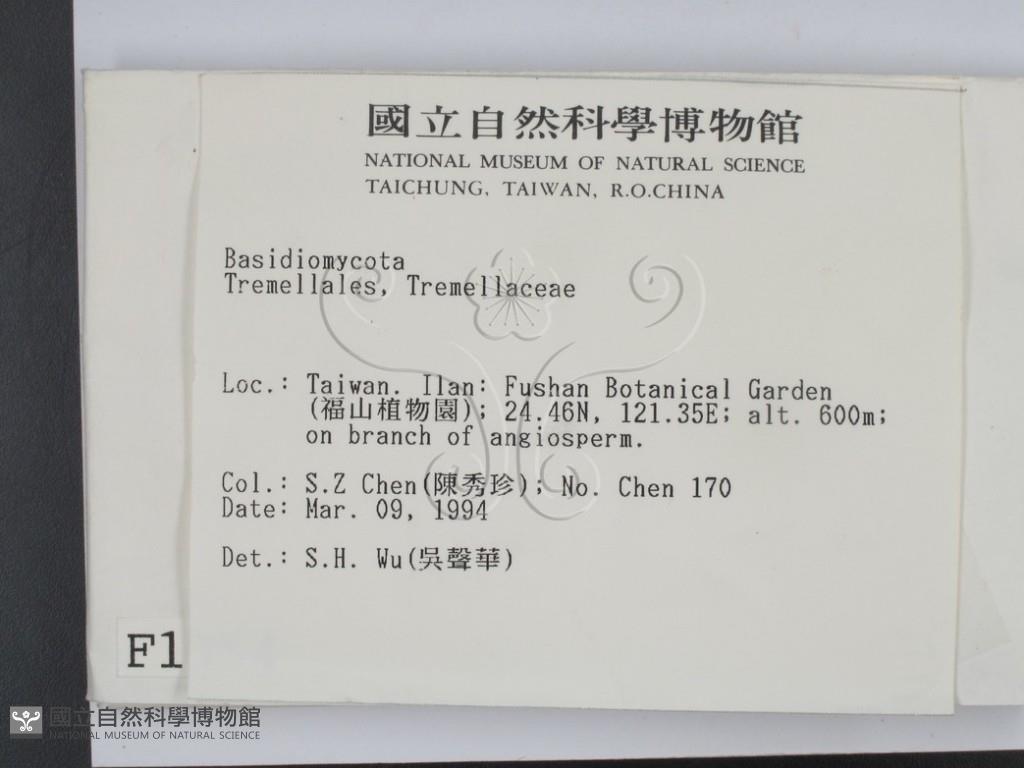 國立自然科學博物館
NATIONAL MUSEUM OF NATURAL SCIENCE
TAICHUNG, TAIWAN, R.O.CHINA
Basidiomycota
Tremellales, Tremellaceae
Loc.: Taiwan. Ilan: Fushan Botanical Garden
(福山植物園); 24.46N, 121.35E; alt. 600m;
on branch of angiosperm.
Col.: S.Z Chen(陳秀珍); No. Chen 170
Date: Mar. 09, 1994
Det.: S.H. Wu(吳聲華)
F1
國立自然科學博物館
NATIONAL MUSEUM OF NATURAL SCIENCE